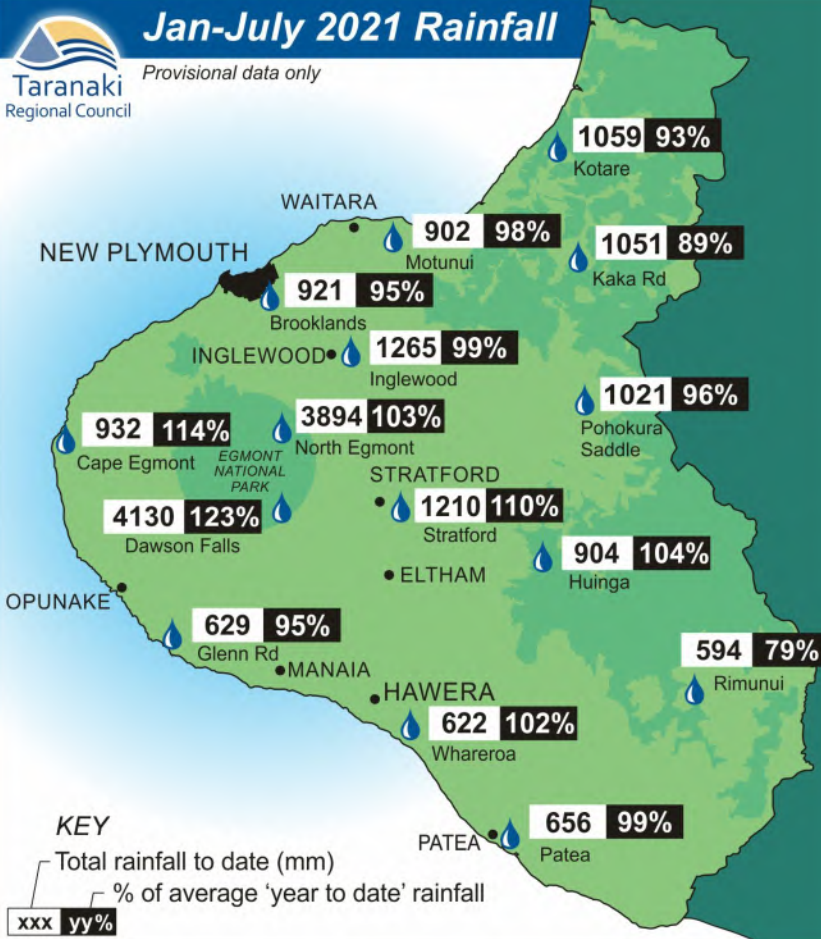 Jan-July 2021 Rainfall
Taranaki
Regional Council
Provisional data only
1059 93%
Kotare
WAITARA
902 98%
Motunui
1051 89%
Kaka Rd
NEW PLYMOUTH
921 95%
Brooklands
INGLEWOOD
1265 99%
Inglewood
1021 96%
Pohokura
Saddle
932 114%
Cape Egmont
3894 103%
North Egmont
EGMONT
NATIONAL
PARK
STRATFORD
1210 110%
Stratford
4130 123%
Dawson Falls
904 104%
Huinga
ELTHAM
OPUNAKE
629 95%
Glenn Rd
594 79%
Rimunui
MANAIA
HAWERA
622 102%
Whareroa
PATEA
656 99%
Patea
KEY
Total rainfall to date (mm)
% of average ‘year to date’ rainfall
xxx yy%